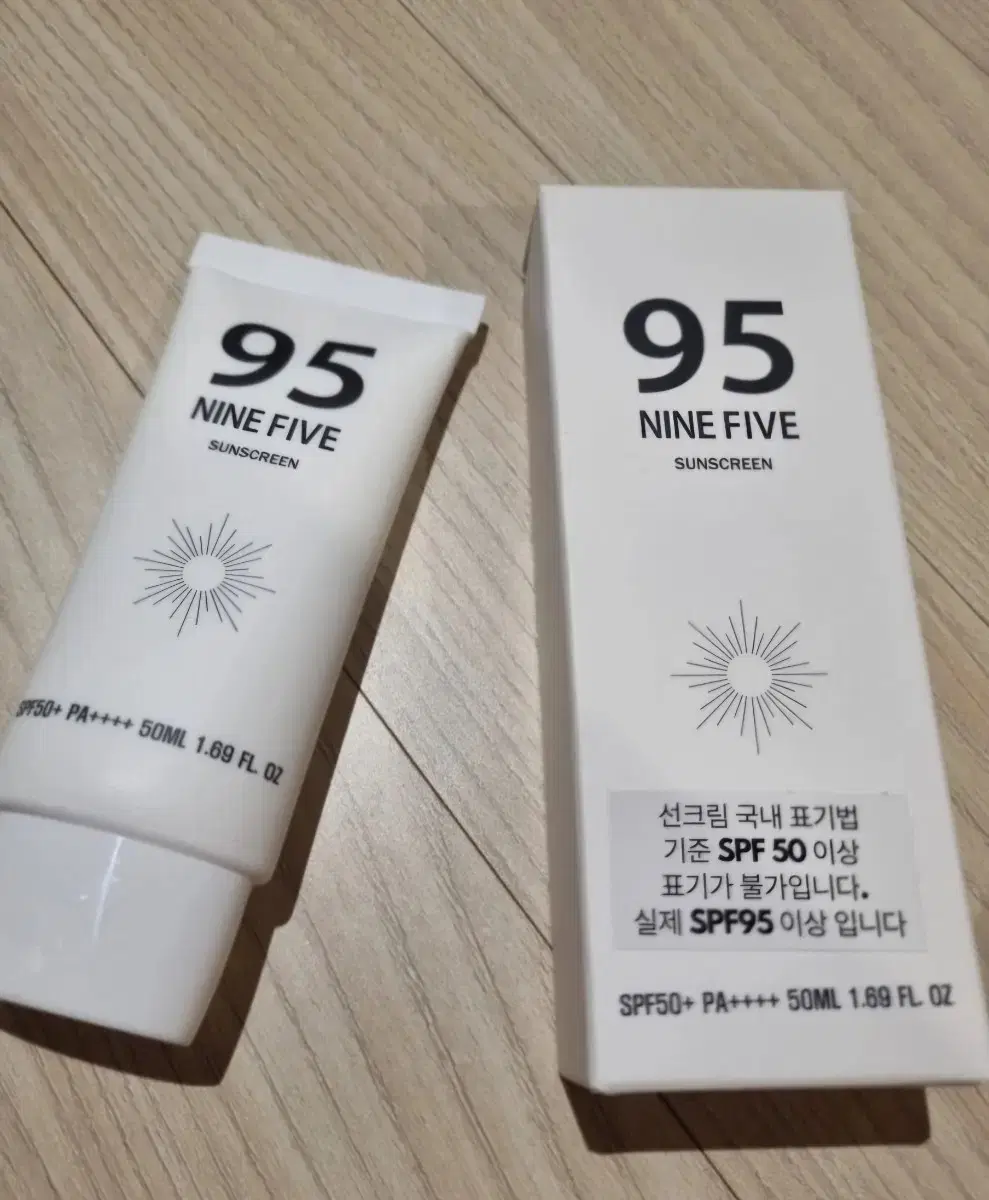 95
NINE FIVE
SUNSCREEN
SPF50+ PA++++ 50ML 1.69 FL. OZ
95
NINE FIVE
SUNSCREEN
선크림 국내 표기법
기준 SPF 50 이상
표기가 불가입니다.
실제 SPF95 이상 입니다
SPF50+ PA++++ 50ML 1.69 FL. OZ